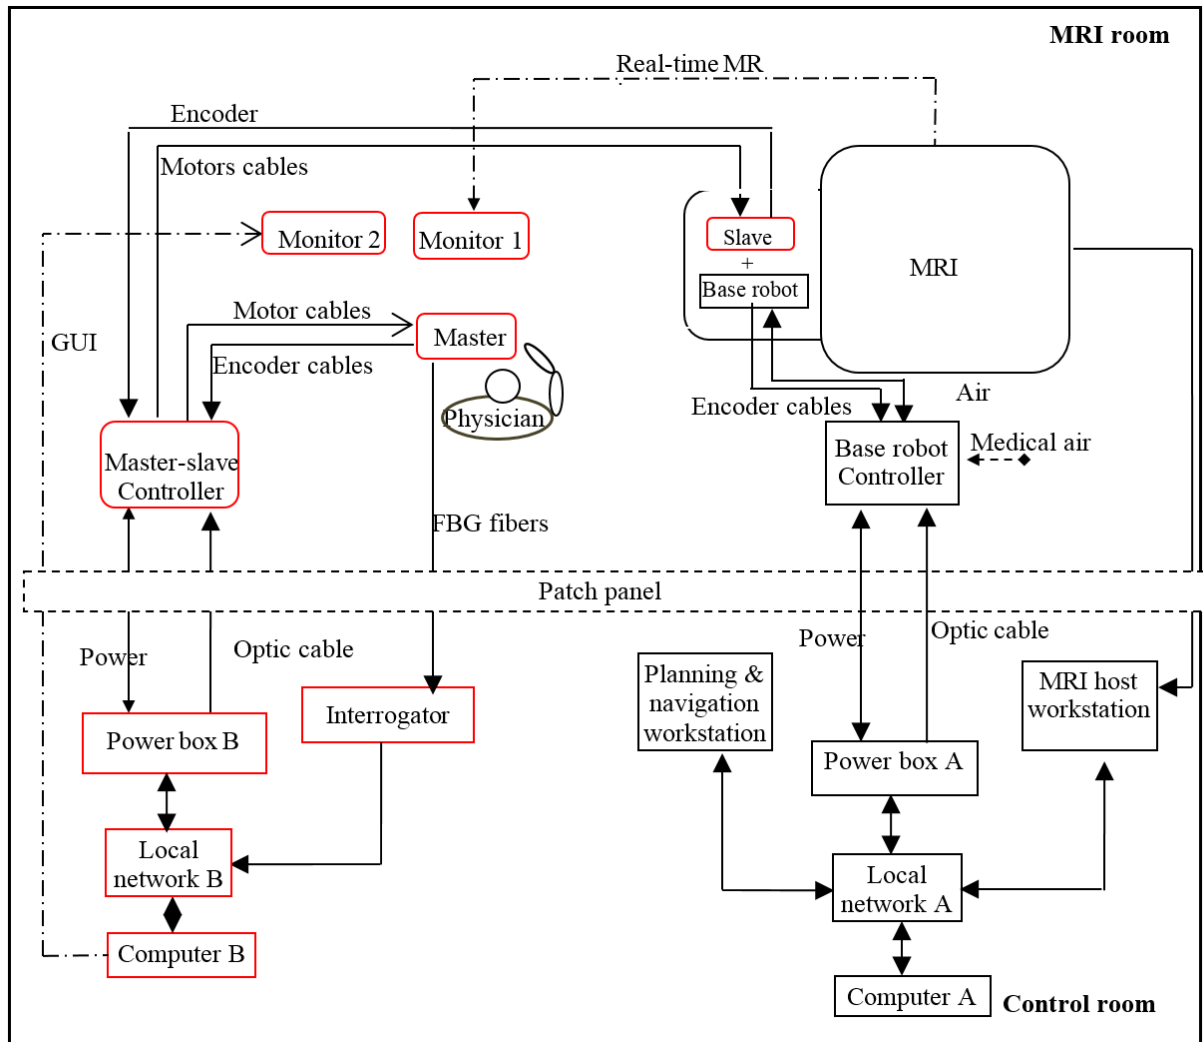 MRI room
Real-time MR
Encoder
Motors cables
Monitor 2
Monitor 1
Slave
+
Base robot
MRI
Motor cables
Master
GUI
Encoder cables
Physician
Air
Encoder cables
Master-slave
Controller
Base robot
Controller
Medical air
FBG fibers
Patch panel
Power
Optic cable
Power
Optic cable
Planning &
navigation
workstation
MRI host
workstation
Interrogator
Power box B
Power box A
Local
network B
Local
network A
Computer B
Computer A
Control room